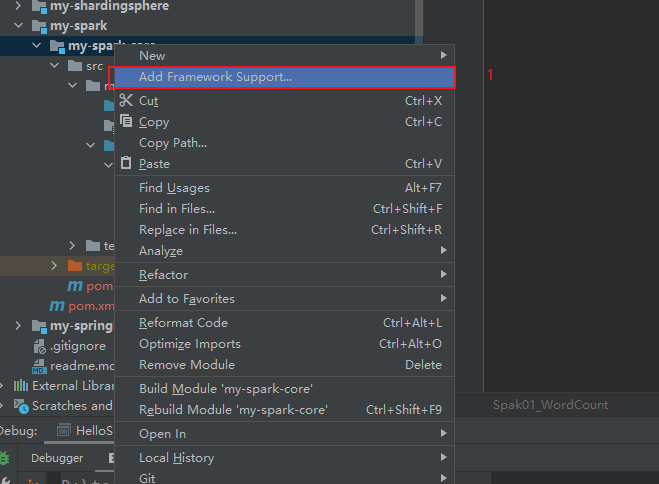 my-shardingsphere
my-spark
my-spark-core
New
src
Add Framework Support...
1
m
Cut Ctrl+X
Copy Ctrl+C
Copy Path...
Paste Ctrl+V
Find Usages Alt+F7
Find in Files... Ctrl+Shift+F
Replace in Files... Ctrl+Shift+R
te
Analyze
targe
Refactor
pom
Add to Favorites
pom.xm
Reformat Code Ctrl+Alt+L
my-spring
Optimize Imports Ctrl+Alt+O
.gitignore
Remove Module Delete
readme.md
External Librar
Build Module 'my-spark-core'
Scratches and
Rebuild Module 'my-spark-core' Ctrl+Shift+F9
Spak01_WordCount
Debug:
HelloS
Open In
Debugger
Local History
Git